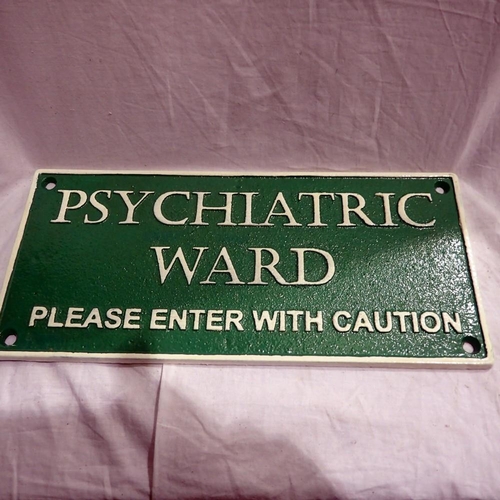 PSYCHIATRIC
WARD
PLEASE ENTER WITH CAUTION